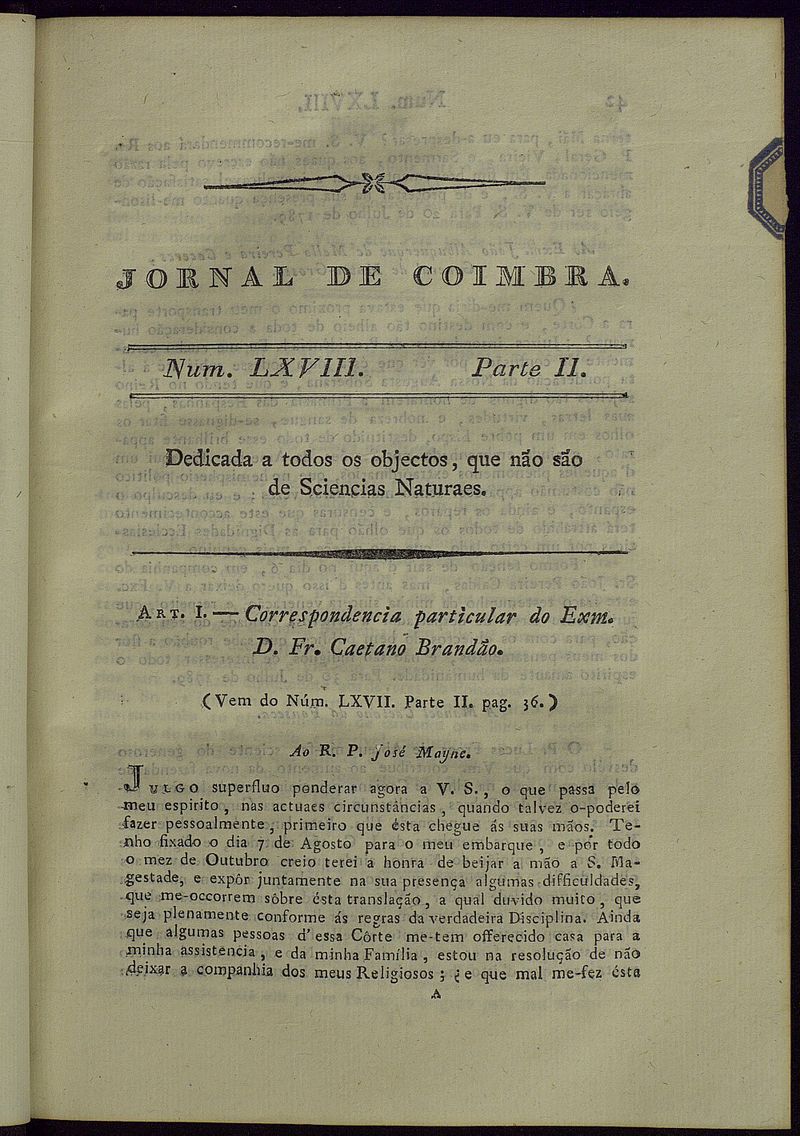 JORNAL DE COIMBRA.
Num. LXVIII. Parte II.
Dedicada a todos os objectos, que não são
de Sciencias Naturaes.
ART. I. — Correspondencia particular do Exm.
D. Fr. Caetano Brandão.
(Vem do Núm. LXVII. Parte II. pag. 36.)
Ao R. P. José Mayne.
JULGO superfluo ponderar agora a V. S., o que passa pelo
meu espirito, nas actuaes circunstâncias, quando talvez o-poderei
fazer pessoalmente, primeiro que ésta chegue ás suas mãos. Te-
nho fixado o dia 7 de Agosto para o meu embarque, e por todo
o mez de Outubro creio terei a honra de beijar a mão a S. Ma-
gestade, e expôr juntamente na sua presença algumas difficuldades,
que me-occorrem sôbre ésta translação, a qual duvido muito, que
seja plenamente conforme ás regras da verdadeira Disciplina. Ainda
que algumas pessoas d'essa Côrte me-tem offerecido casa para a
minha assistencia, e da minha Família, estou na resolução de não
deixar a companhia dos meus Religiosos; ¿e que mal me-fez ésta
A